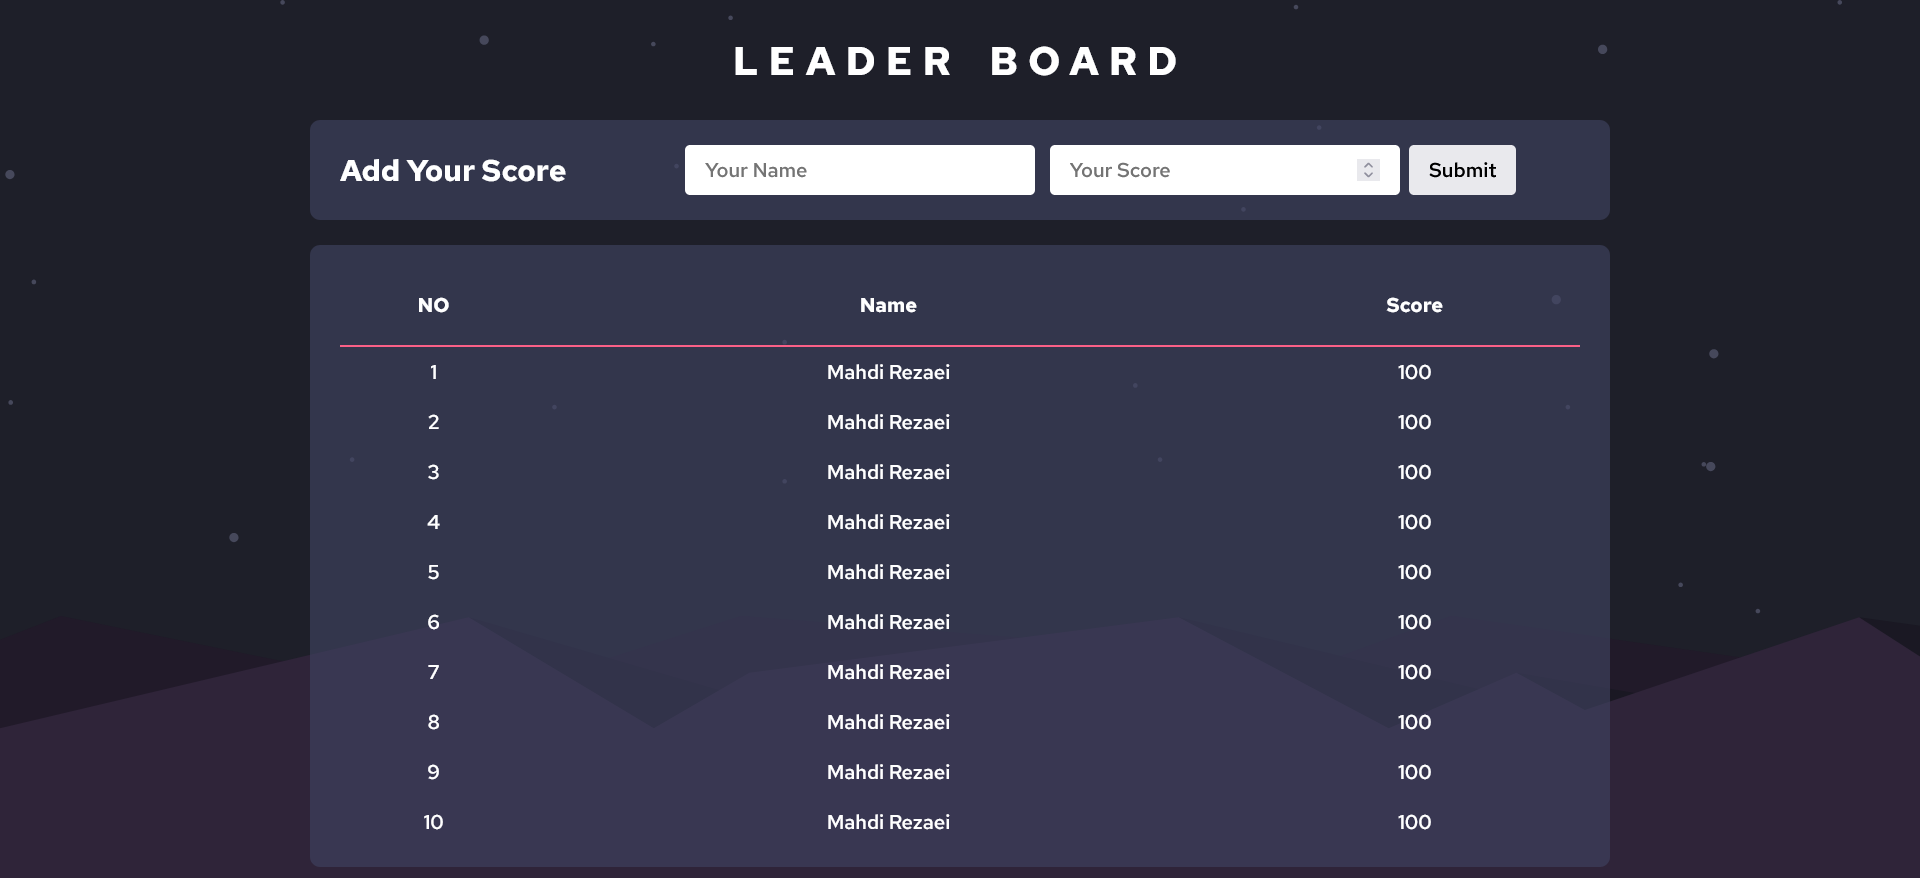 LEADER BOARD
Add Your Score Your Name Your Score Submit
NO Name Score
1 Mahdi Rezaei 100
2 Mahdi Rezaei 100
3 Mahdi Rezaei 100
4 Mahdi Rezaei 100
5 Mahdi Rezaei 100
6 Mahdi Rezaei 100
7 Mahdi Rezaei 100
8 Mahdi Rezaei 100
9 Mahdi Rezaei 100
10 Mahdi Rezaei 100